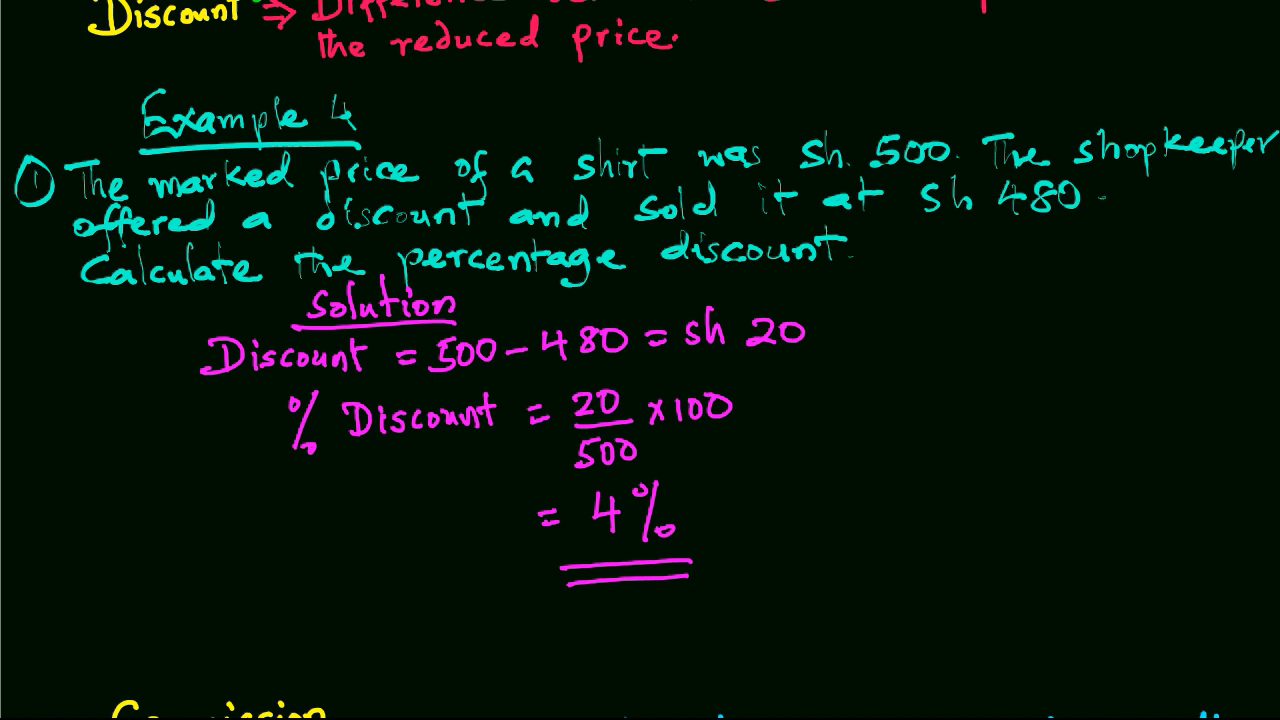 Discount ⇒
the reduced price.
Example 4
① The marked price of a shirt was sh. 500. The shopkeeper
offered a discount and sold it at sh 480.
Calculate the percentage discount.
Solution
Discount = 500 - 480 = sh 20
% Discount = 20/500 × 100
= 4%